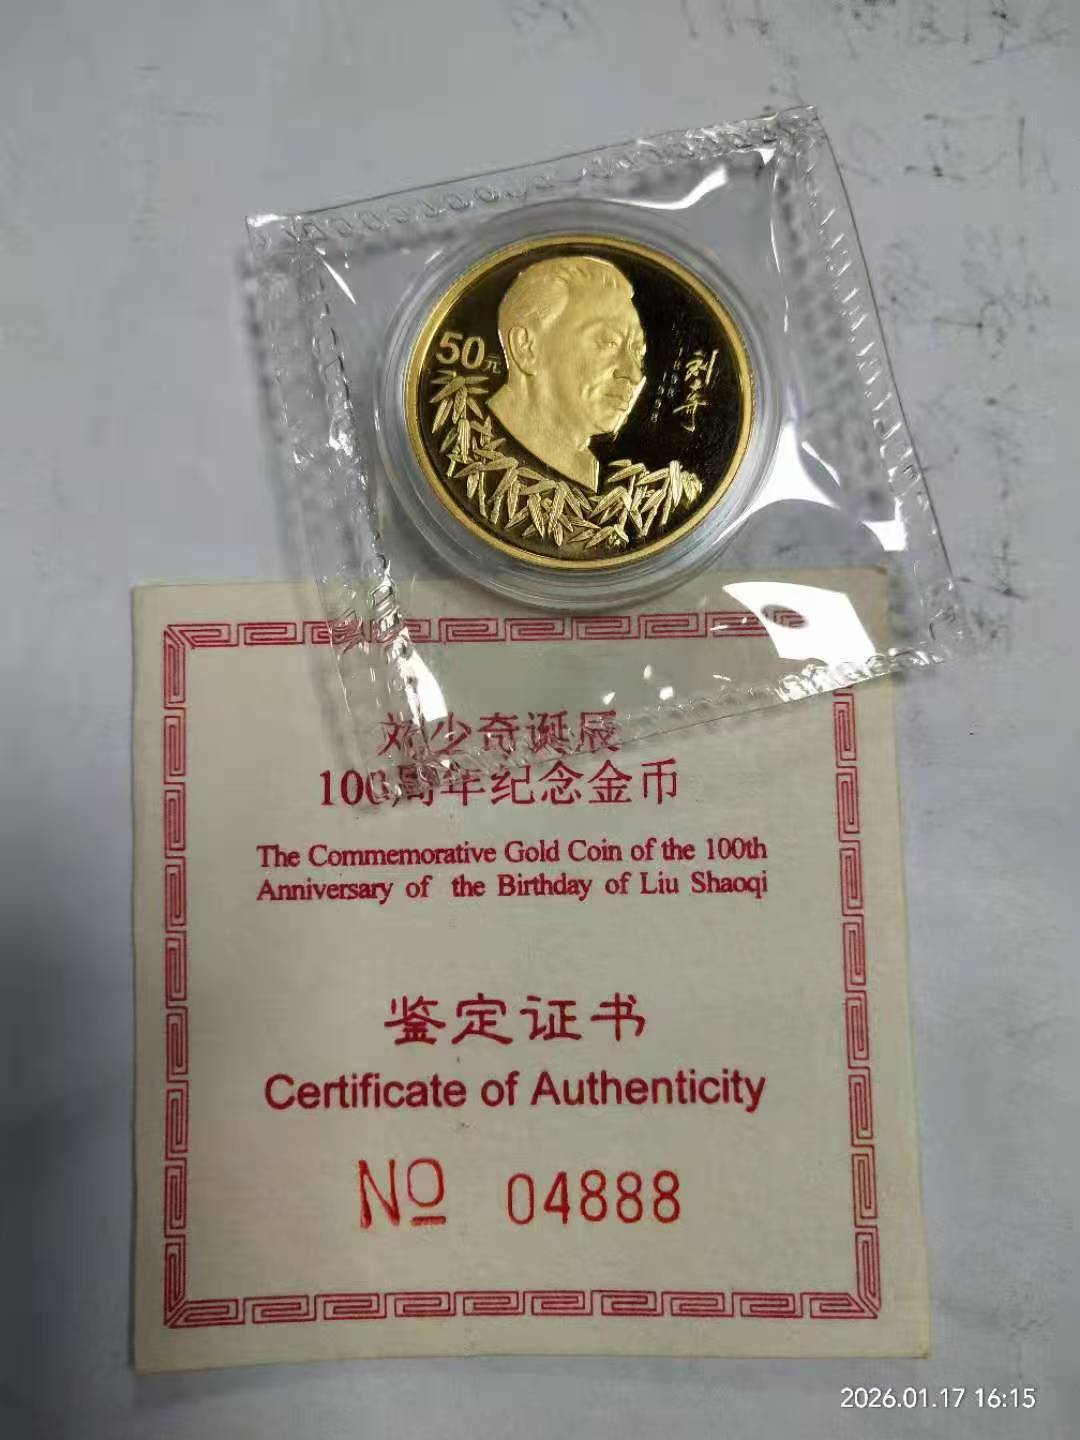 50元
刘少奇
刘少奇诞辰
100周年纪念金币
The Commemorative Gold Coin of the 100th
Anniversary of the Birthday of Liu Shaoqi
鉴定证书
Certificate of Authenticity
Nº 04888
2026.01.17 16:15